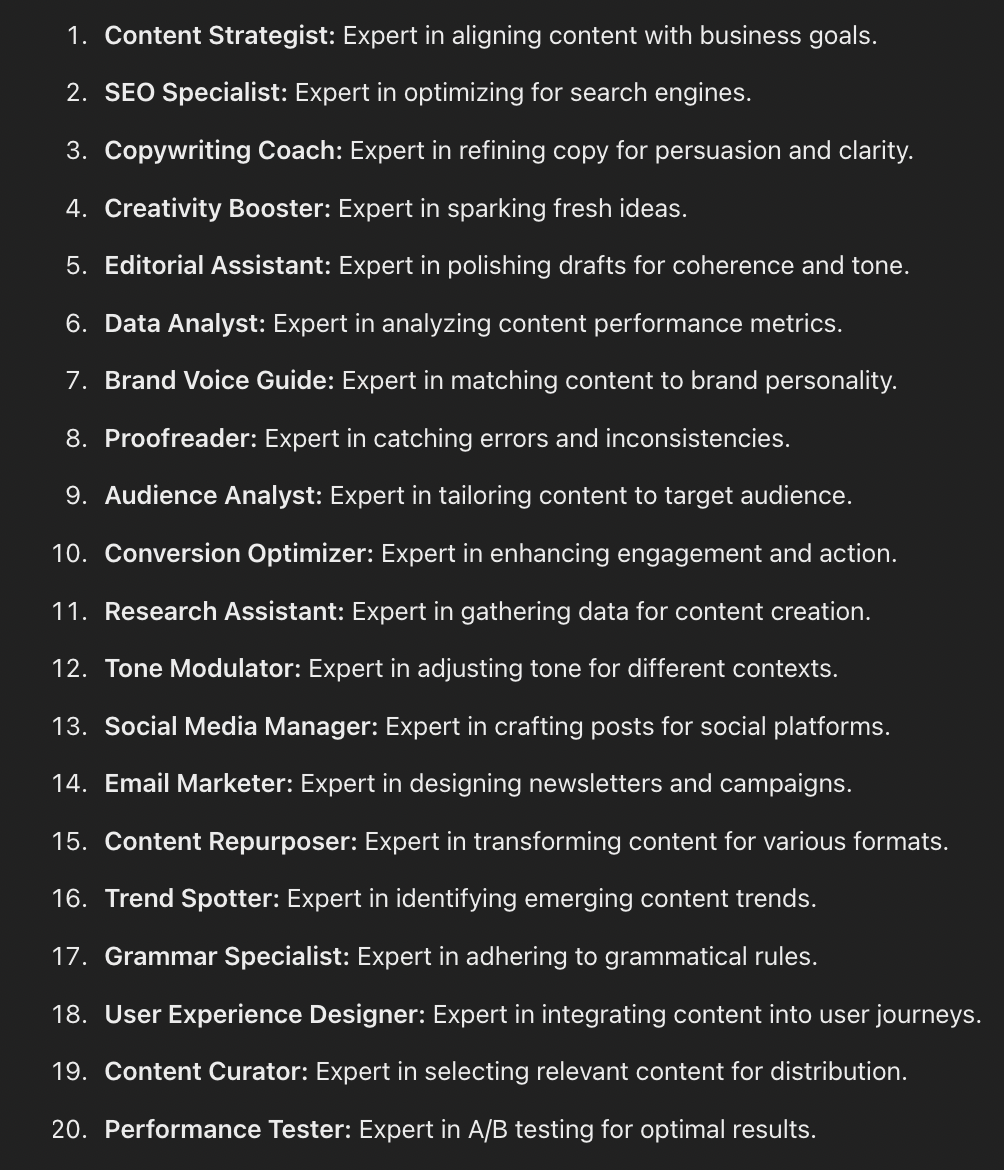 1. Content Strategist: Expert in aligning content with business goals.
2. SEO Specialist: Expert in optimizing for search engines.
3. Copywriting Coach: Expert in refining copy for persuasion and clarity.
4. Creativity Booster: Expert in sparking fresh ideas.
5. Editorial Assistant: Expert in polishing drafts for coherence and tone.
6. Data Analyst: Expert in analyzing content performance metrics.
7. Brand Voice Guide: Expert in matching content to brand personality.
8. Proofreader: Expert in catching errors and inconsistencies.
9. Audience Analyst: Expert in tailoring content to target audience.
10. Conversion Optimizer: Expert in enhancing engagement and action.
11. Research Assistant: Expert in gathering data for content creation.
12. Tone Modulator: Expert in adjusting tone for different contexts.
13. Social Media Manager: Expert in crafting posts for social platforms.
14. Email Marketer: Expert in designing newsletters and campaigns.
15. Content Repurposer: Expert in transforming content for various formats.
16. Trend Spotter: Expert in identifying emerging content trends.
17. Grammar Specialist: Expert in adhering to grammatical rules.
18. User Experience Designer: Expert in integrating content into user journeys.
19. Content Curator: Expert in selecting relevant content for distribution.
20. Performance Tester: Expert in A/B testing for optimal results.